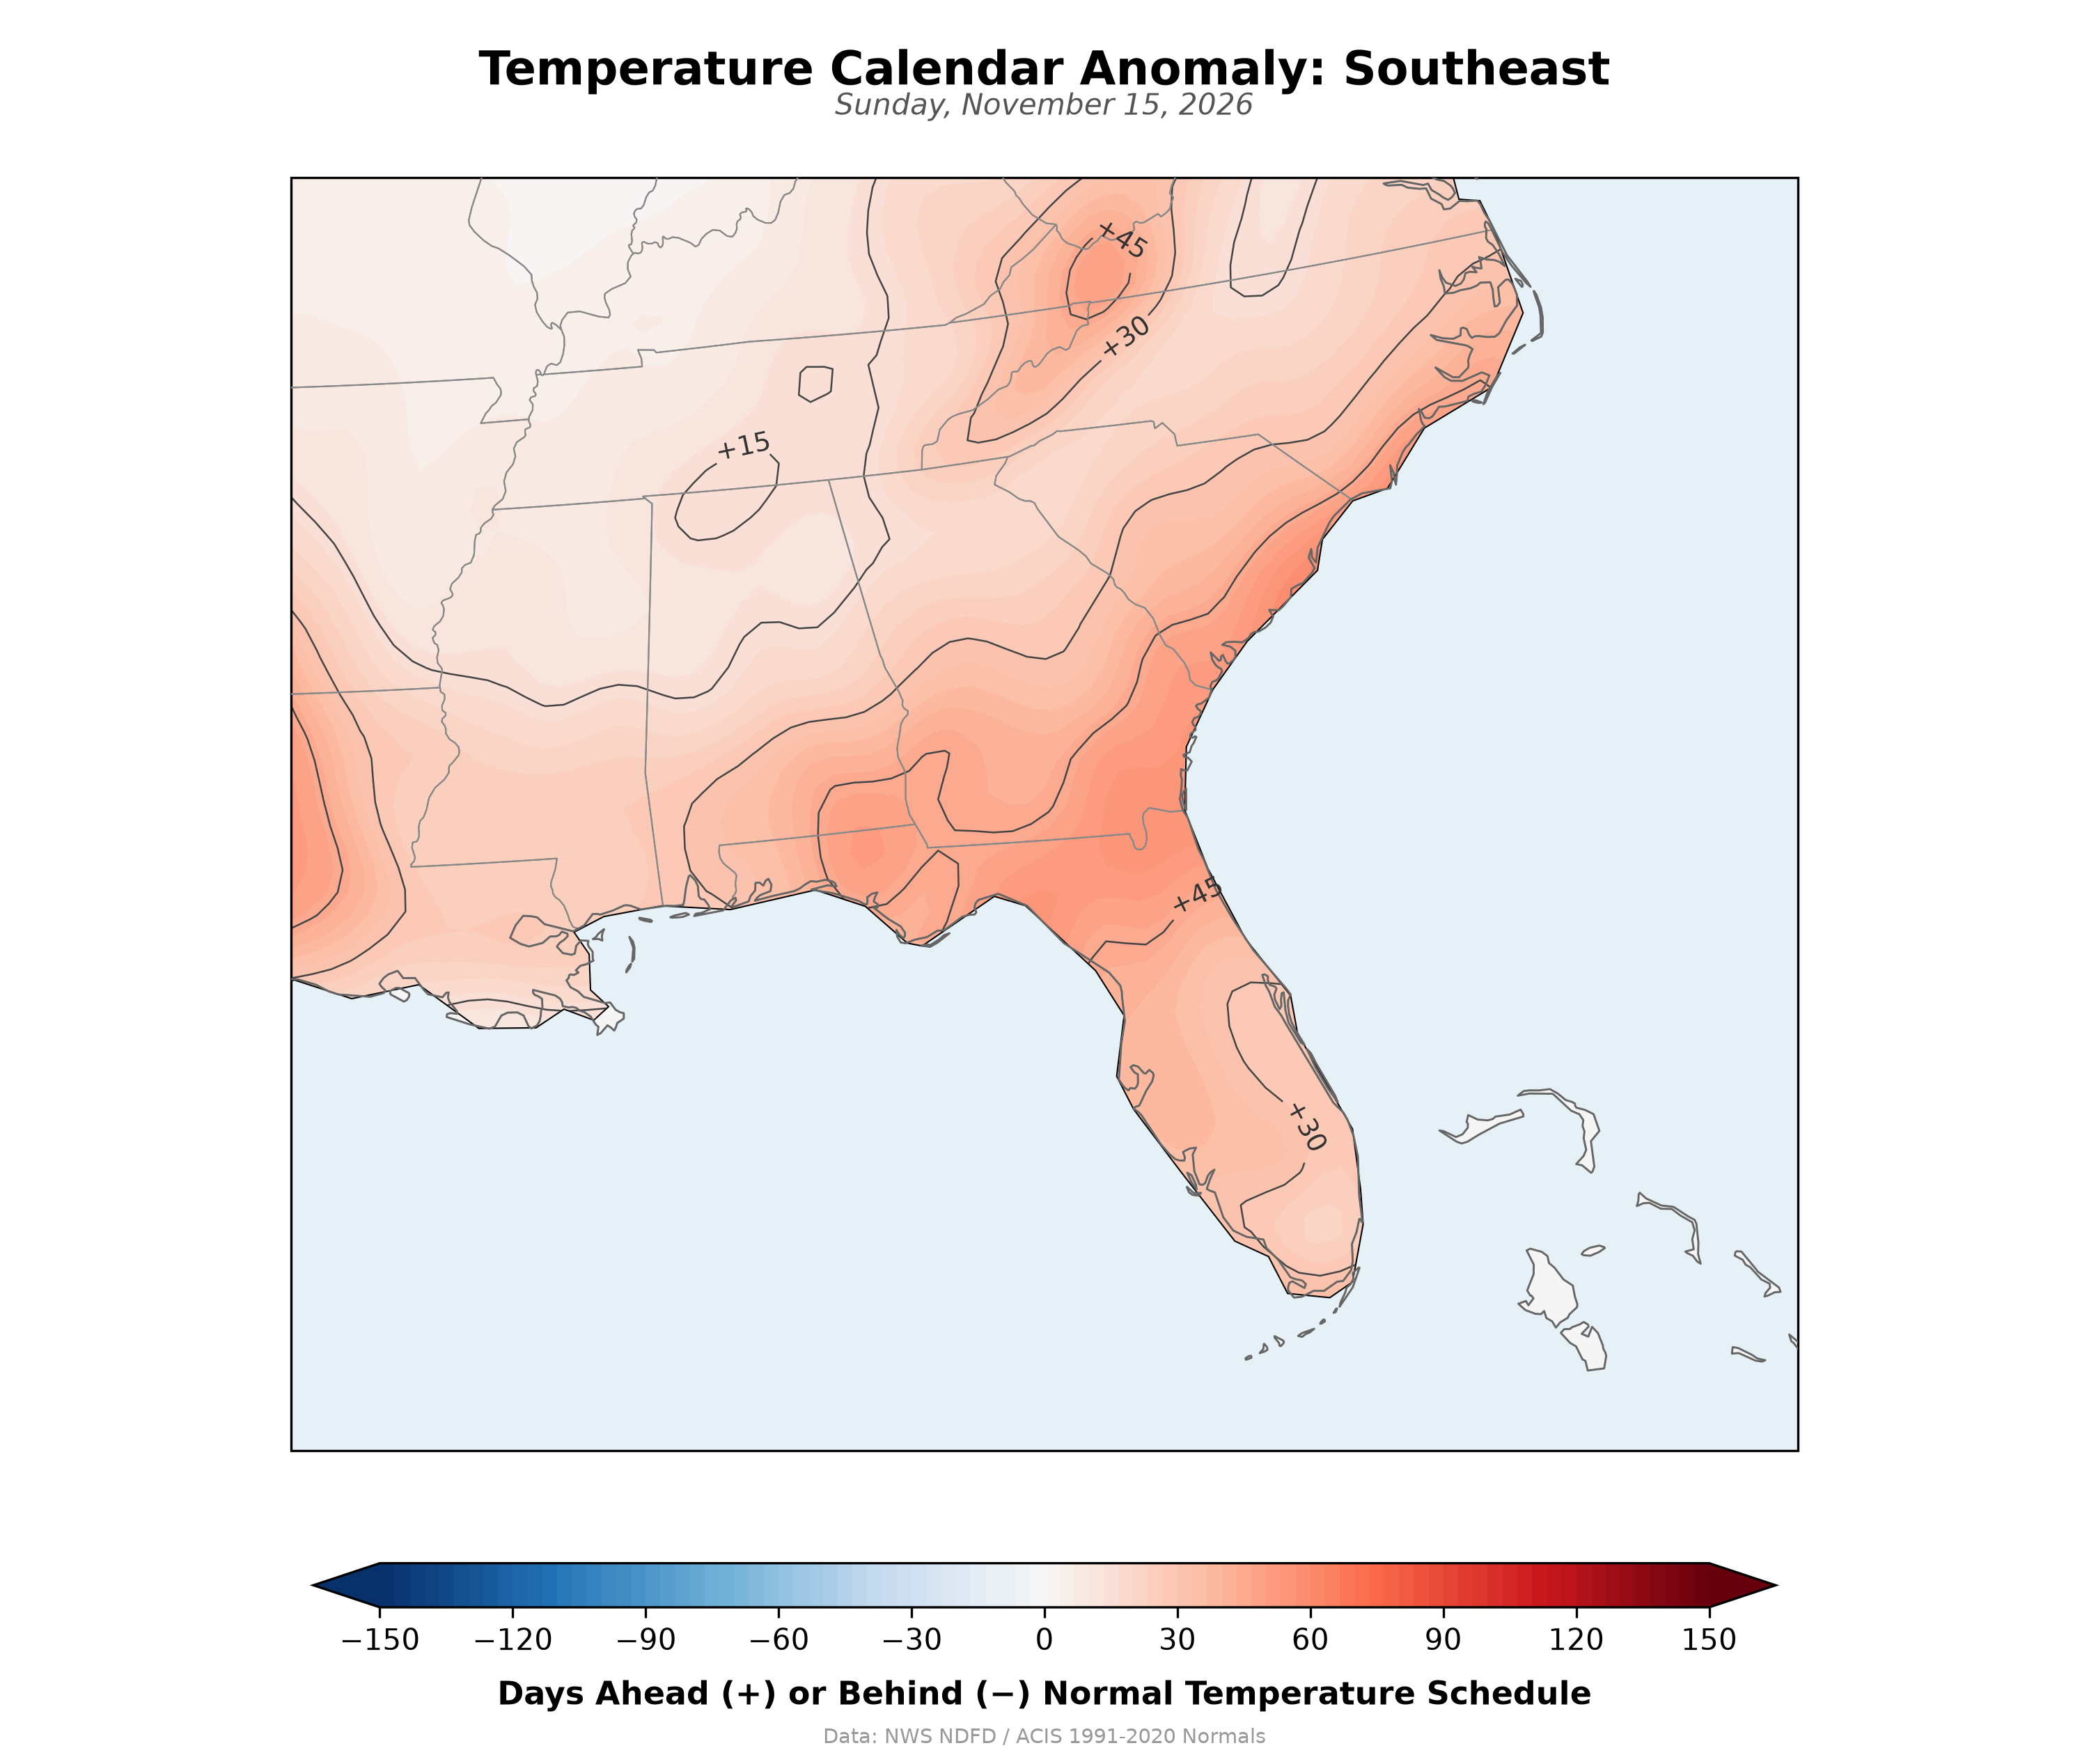 Temperature Calendar Anomaly: Southeast
Sunday, November 15, 2026
+45
+30
+15
+45
+30
−150 −120 −90 −60 −30 0 30 60 90 120 150
Days Ahead (+) or Behind (−) Normal Temperature Schedule
Data: NWS NDFD / ACIS 1991-2020 Normals